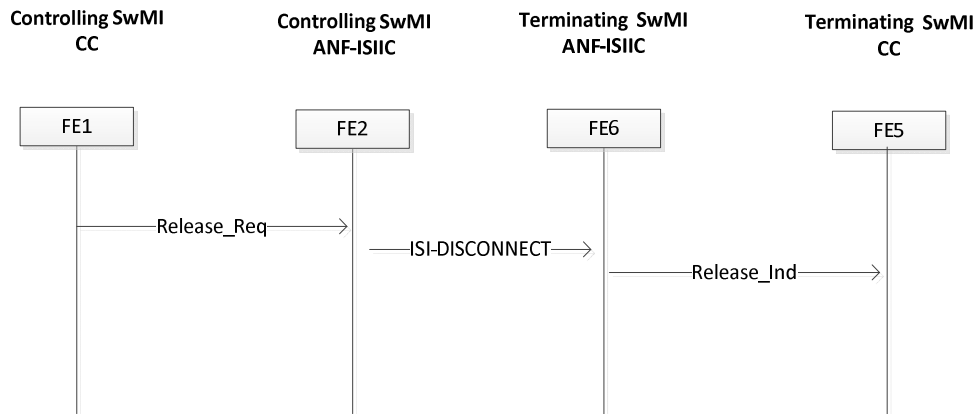 Controlling SwMI
CC
Controlling SwMI
ANF-ISIIC
Terminating SwMI
ANF-ISIIC
Terminating SwMI
CC
FE1
FE2
FE6
FE5
Release_Req
ISI-DISCONNECT
Release_Ind